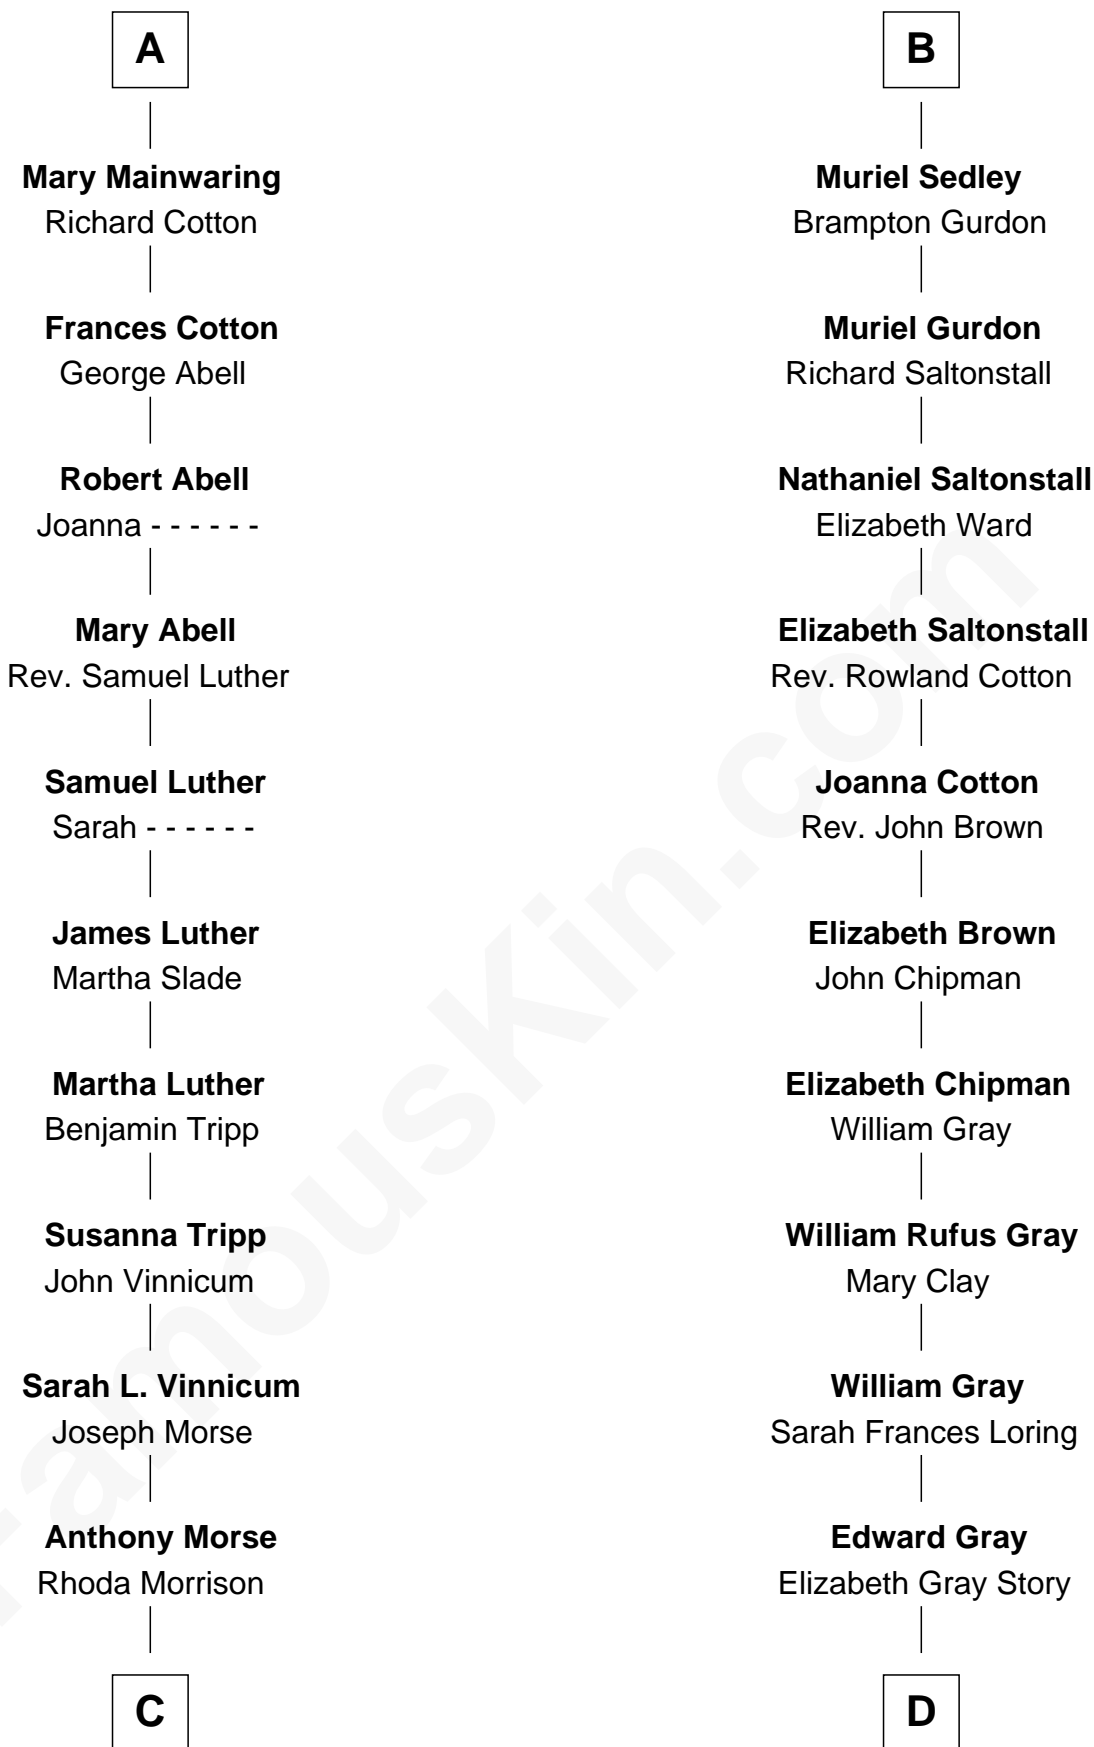 A
Mary Mainwaring
Richard Cotton
Frances Cotton
George Abell
Robert Abell
Joanna - - - - - -
Mary Abell
Rev. Samuel Luther
Samuel Luther
Sarah - - - - - -
James Luther
Martha Slade
Martha Luther
Benjamin Tripp
Susanna Tripp
John Vinnicum
Sarah L. Vinnicum
Joseph Morse
Anthony Morse
Rhoda Morrison
C
B
Muriel Sedley
Brampton Gurdon
Muriel Gurdon
Richard Saltonstall
Nathaniel Saltonstall
Elizabeth Ward
Elizabeth Saltonstall
Rev. Rowland Cotton
Joanna Cotton
Rev. John Brown
Elizabeth Brown
John Chipman
Elizabeth Chipman
William Gray
William Rufus Gray
Mary Clay
William Gray
Sarah Frances Loring
Edward Gray
Elizabeth Gray Story
D
FamousKin.com